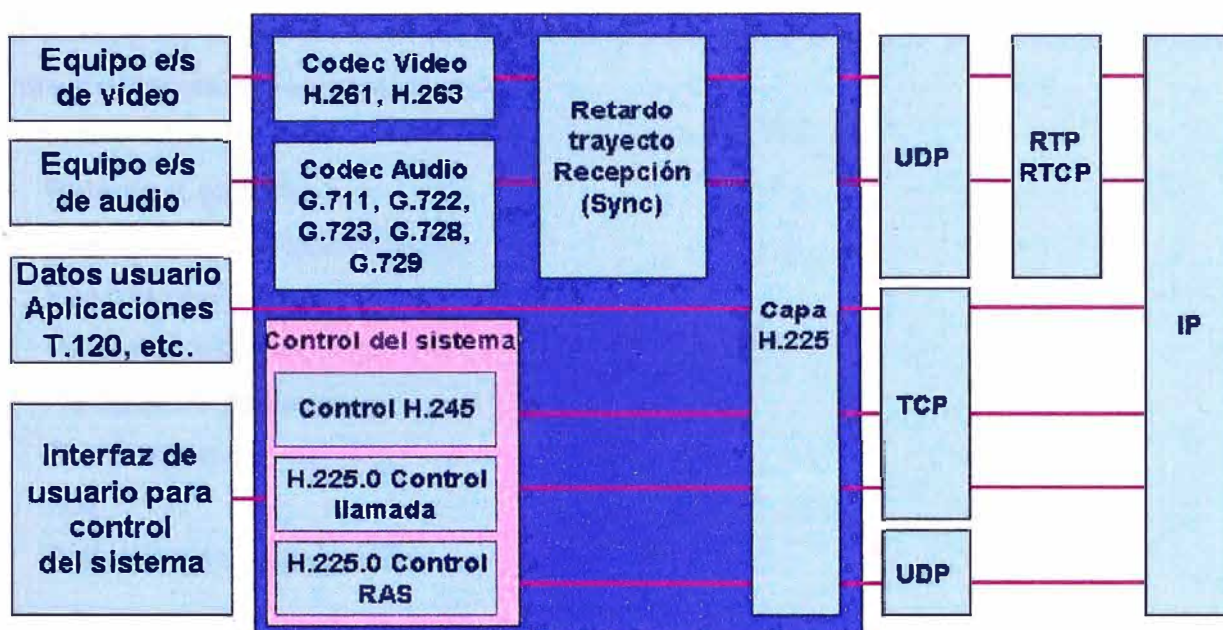 Equipo e/s
de vídeo
Codec Video
H.261, H.263
Retardo
trayecto
Recepción
(Sync)
Equipo e/s
de audio
Codec Audio
G.711, G.722,
G.723, G.728,
G.729
UDP
RTP
RTCP
Datos usuario
Aplicaciones
T.120, etc.
Capa
H.225
IP
Control del sistema
Control H.245
TCP
Interfaz de
usuario para
control
del sistema
H.225.0 Control
llamada
H.225.0 Control
RAS
UDP